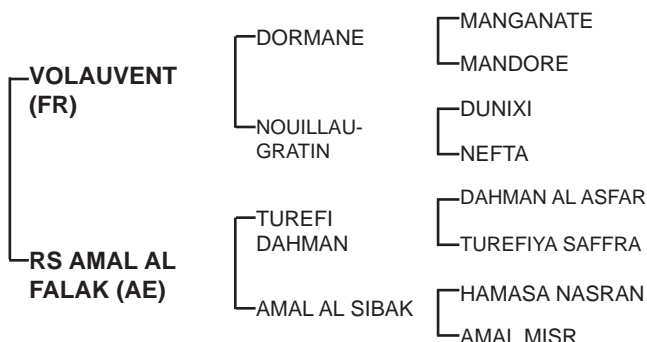 VOLAUVENT
(FR)
DORMANE
MANGANATE
MANDORE
NOUILLAU-
GRATIN
DUNIXI
NEFTA
RS AMAL AL
FALAK (AE)
TUREFI
DAHMAN
DAHMAN AL ASFAR
TUREFIYA SAFFRA
AMAL AL SIBAK
HAMASA NASRAN
AMAL MISR